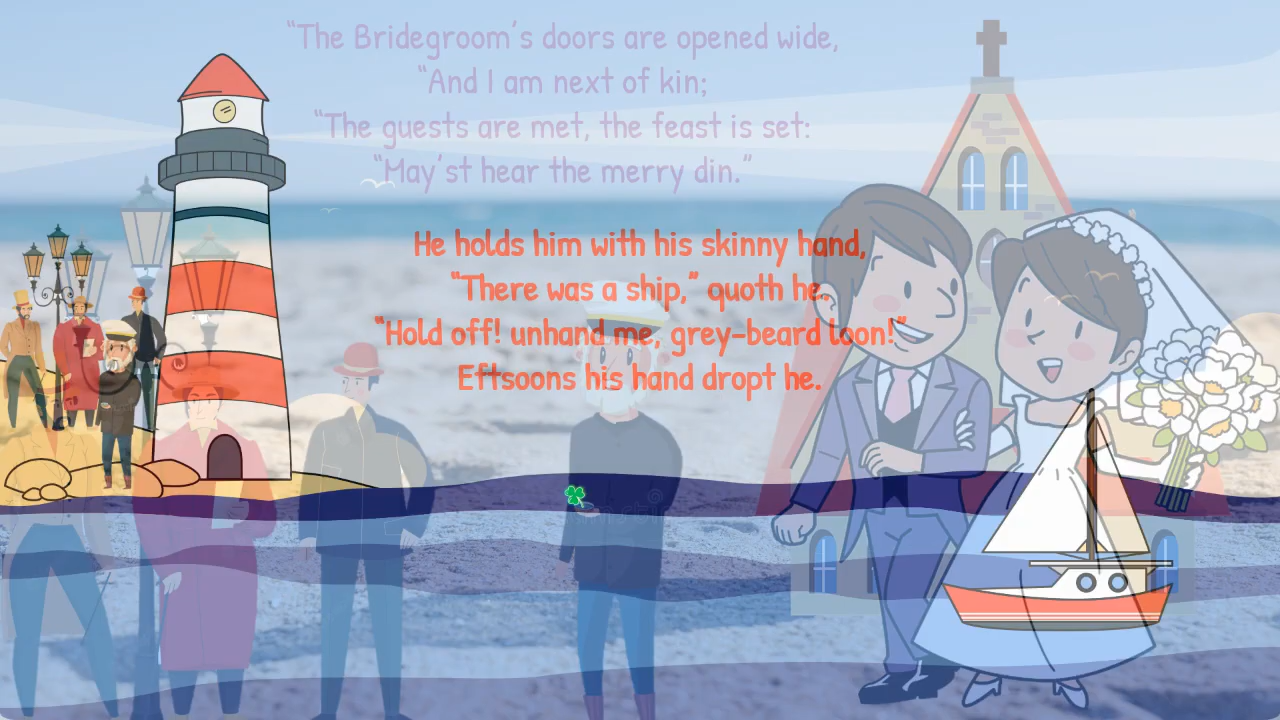 “The Bridegroom's doors are opened wide,
“And I am next of kin;
“The guests are met, the feast is set:
“May'st hear the merry din.”
He holds him with his skinny hand,
“There was a ship,” quoth he.
“Hold off! unhand me, grey-beard loon!”
Eftsoons his hand dropt he.